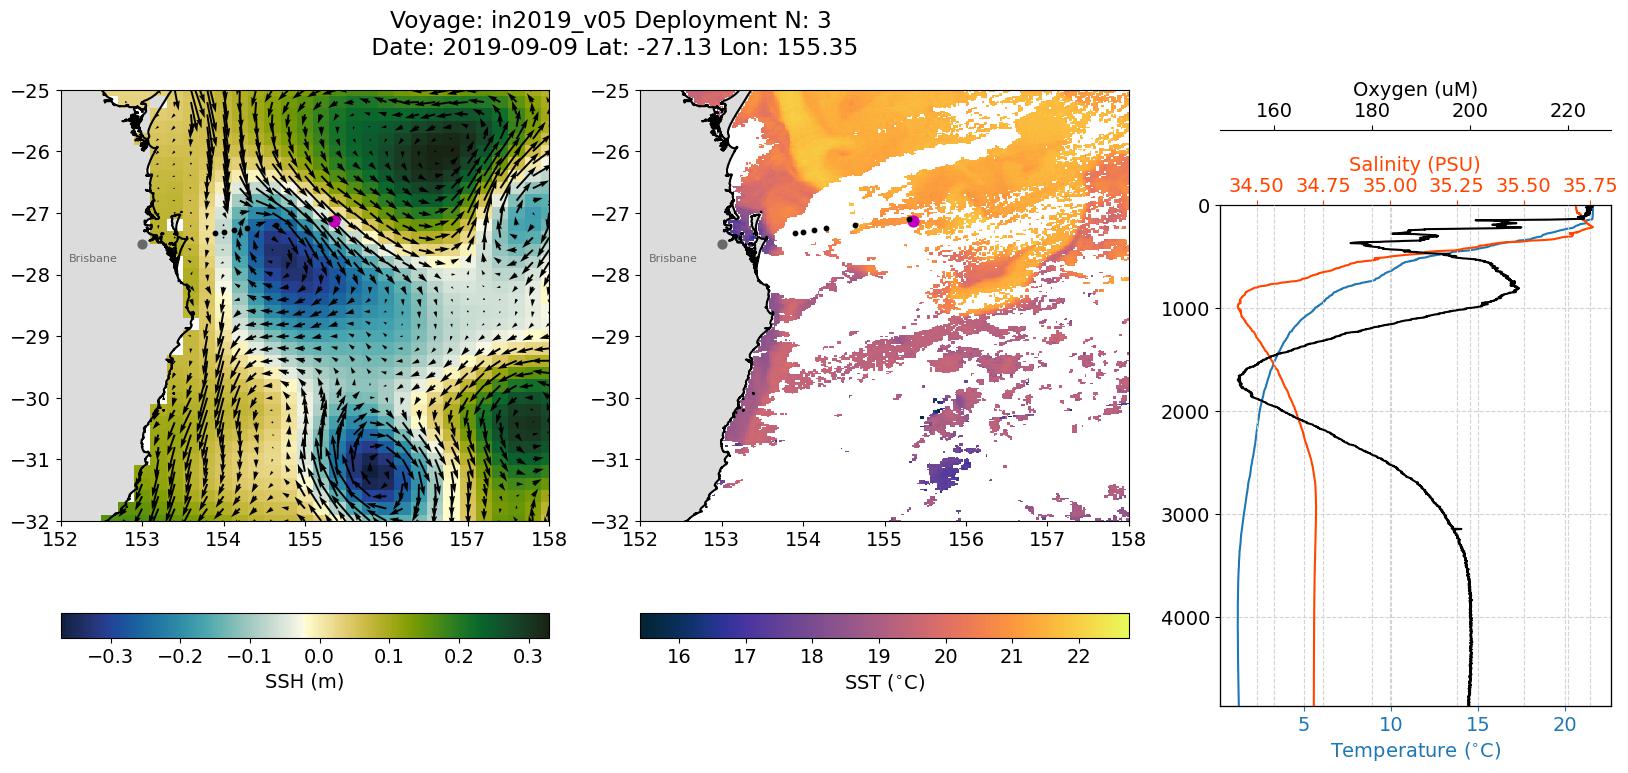 Voyage: in2019_v05 Deployment N: 3
Date: 2019-09-09 Lat: -27.13 Lon: 155.35
−25
−26
−27
−28
−29
−30
−31
−32
152 153 154 155 156 157 158
Brisbane
−0.3 −0.2 −0.1 0.0 0.1 0.2 0.3
SSH (m)
−25
−26
−27
−28
−29
−30
−31
−32
152 153 154 155 156 157 158
Brisbane
16 17 18 19 20 21 22
SST (°C)
Oxygen (uM)
160 180 200 220
Salinity (PSU)
34.50 34.75 35.00 35.25 35.50 35.75
0
1000
2000
3000
4000
5 10 15 20
Temperature (°C)